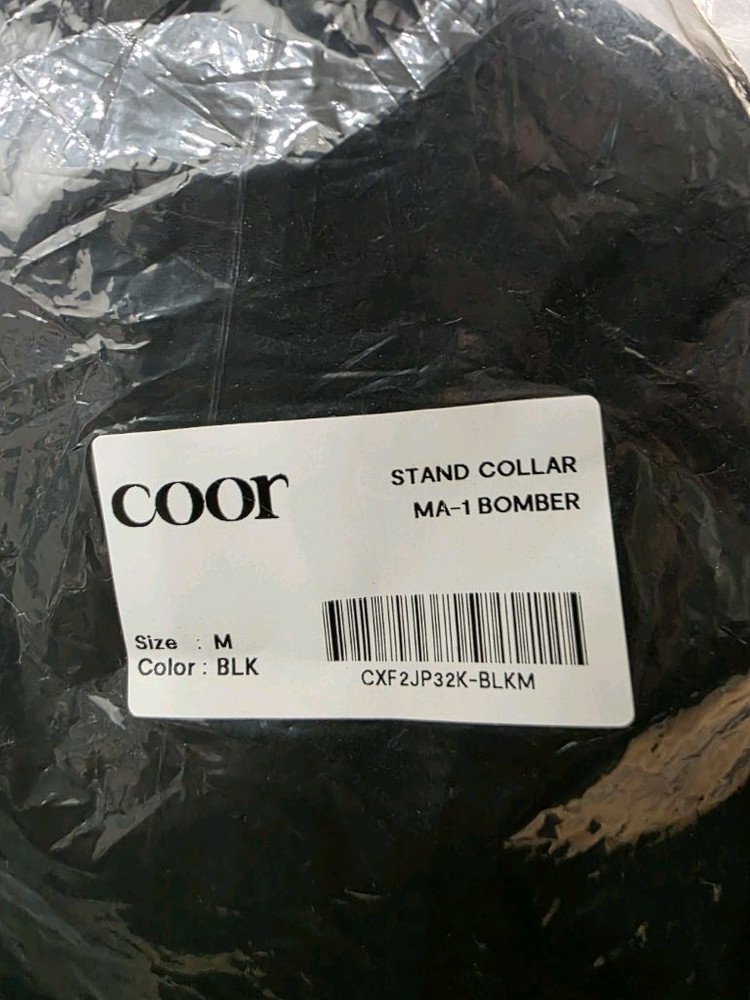 coor
STAND COLLAR
MA-1 BOMBER
Size : M
Color : BLK
CXF2JP32K-BLKM